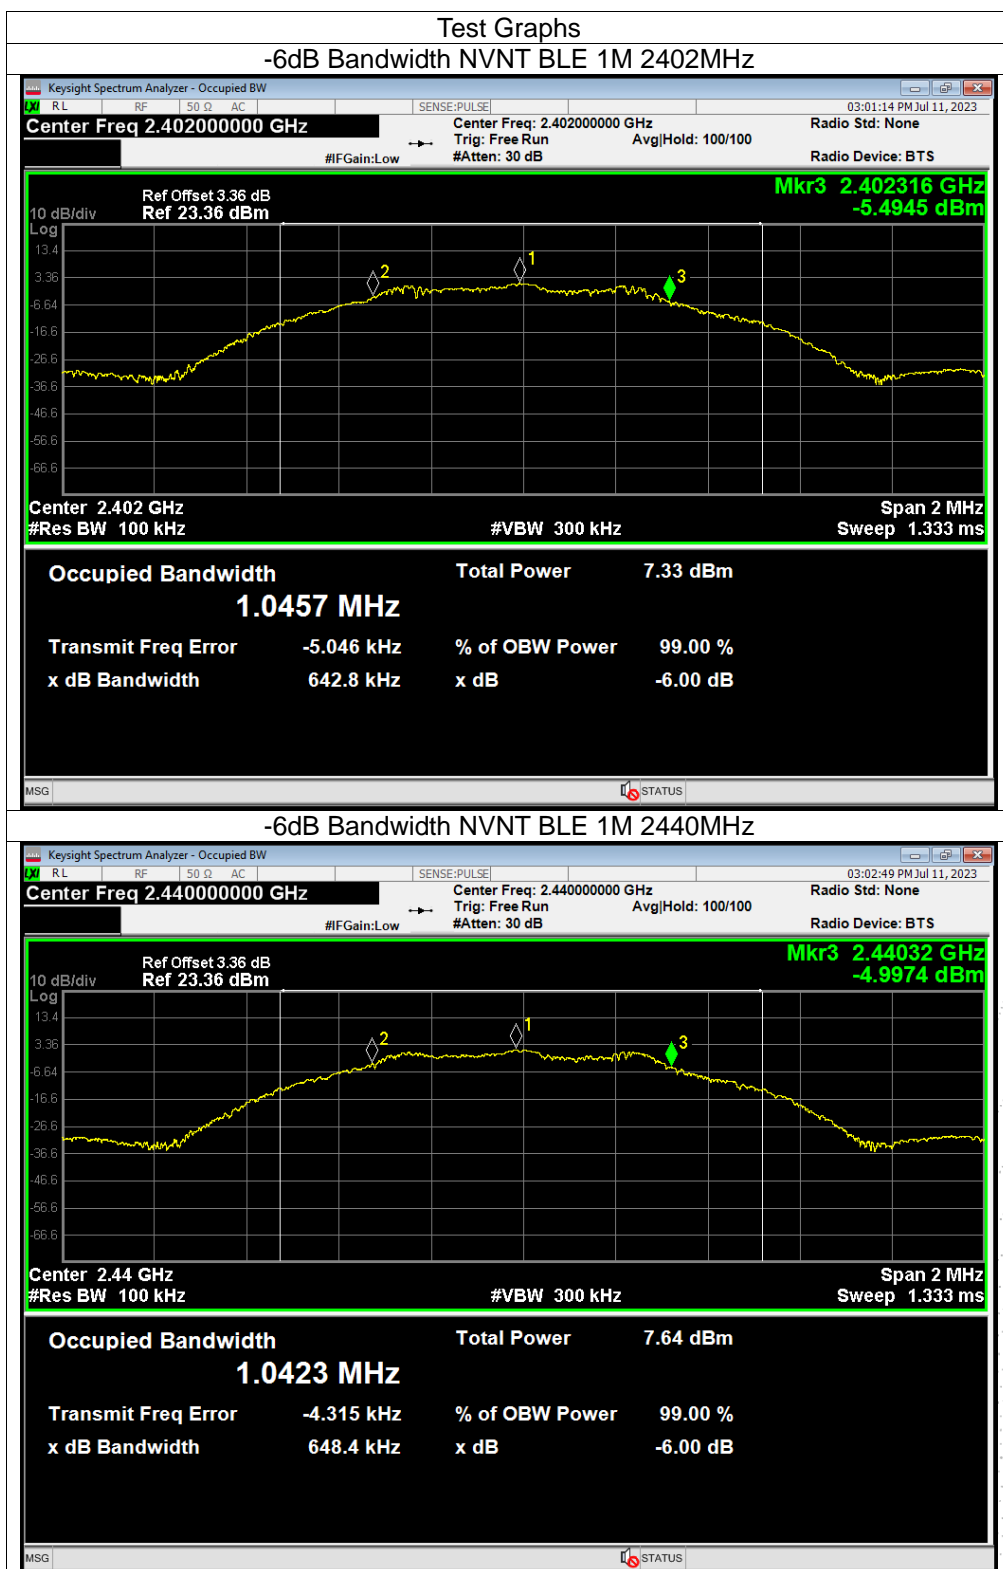 Test Graphs
-6dB Bandwidth NVNT BLE 1M 2402MHz
Keysight Spectrum Analyzer - Occupied BW
LXI RL RF 50 Ω AC SENSE:PULSE 03:01:14 PM Jul 11, 2023
Center Freq 2.402000000 GHz Center Freq: 2.402000000 GHz Radio Std: None
Trig: Free Run Avg|Hold: 100/100
#IFGain:Low #Atten: 30 dB Radio Device: BTS
Mkr3 2.402316 GHz
Ref Offset 3.36 dB
10 dB/div Ref 23.36 dBm -5.4945 dBm
Log
13.4
1
2
3
3.36
-6.64
-16.6
-26.6
-36.6
-46.6
-56.6
-66.6
Center 2.402 GHz Span 2 MHz
#Res BW 100 kHz #VBW 300 kHz Sweep 1.333 ms
Occupied Bandwidth Total Power 7.33 dBm
1.0457 MHz
Transmit Freq Error -5.046 kHz % of OBW Power 99.00 %
x dB Bandwidth 642.8 kHz x dB -6.00 dB
MSG STATUS
-6dB Bandwidth NVNT BLE 1M 2440MHz
Keysight Spectrum Analyzer - Occupied BW
LXI RL RF 50 Ω AC SENSE:PULSE 03:02:49 PM Jul 11, 2023
Center Freq 2.440000000 GHz Center Freq: 2.440000000 GHz Radio Std: None
Trig: Free Run Avg|Hold: 100/100
#IFGain:Low #Atten: 30 dB Radio Device: BTS
Mkr3 2.44032 GHz
Ref Offset 3.36 dB
10 dB/div Ref 23.36 dBm -4.9974 dBm
Log
13.4
1
2
3
3.36
-6.64
-16.6
-26.6
-36.6
-46.6
-56.6
-66.6
Center 2.44 GHz Span 2 MHz
#Res BW 100 kHz #VBW 300 kHz Sweep 1.333 ms
Occupied Bandwidth Total Power 7.64 dBm
1.0423 MHz
Transmit Freq Error -4.315 kHz % of OBW Power 99.00 %
x dB Bandwidth 648.4 kHz x dB -6.00 dB
MSG STATUS